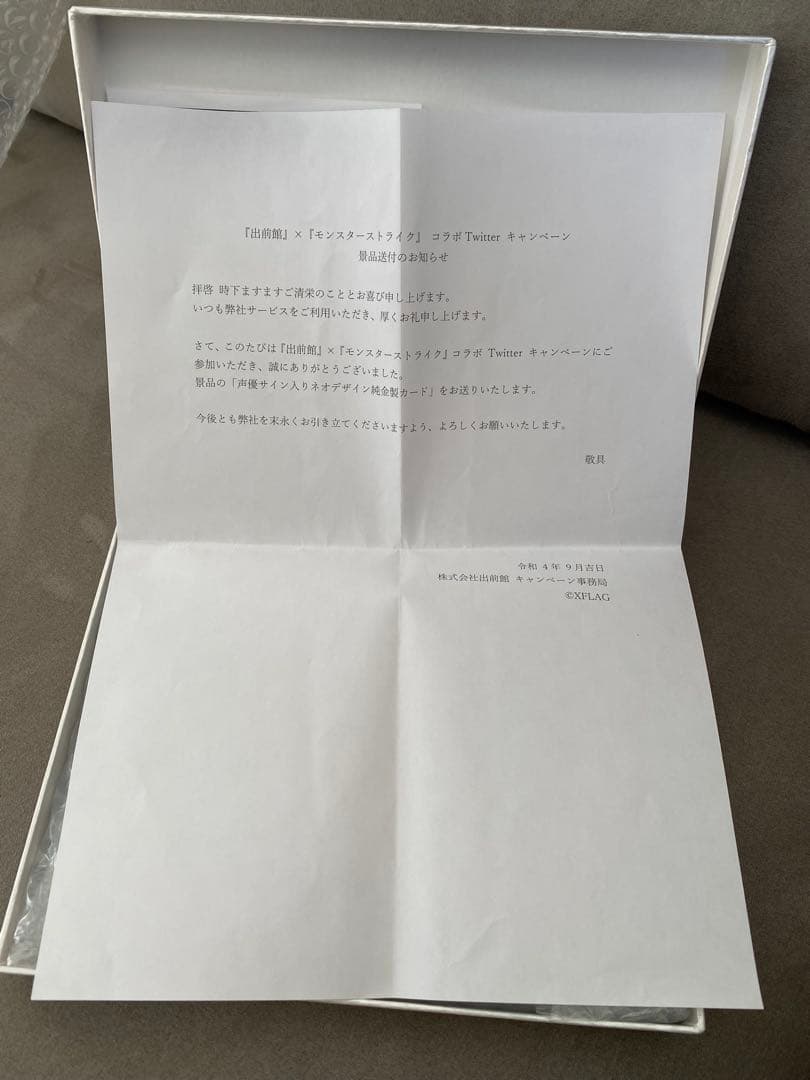 『出前館』×『モンスターストライク』 コラボ Twitter キャンペーン
景品送付のお知らせ
拝啓 時下ますますご清栄のこととお喜び申し上げます。
いつも弊社サービスをご利用いただき、厚くお礼申し上げます。
さて、このたびは『出前館』×『モンスターストライク』コラボ Twitter キャンペーンにご
参加いただき、誠にありがとうございました。
景品の「声優サイン入りネオデザイン純金製カード」をお送りいたします。
今後とも弊社を末永くお引き立てくださいますよう、よろしくお願いいたします。
敬具
令和 4年 9月吉日
株式会社出前館 キャンペーン事務局
©XFLAG